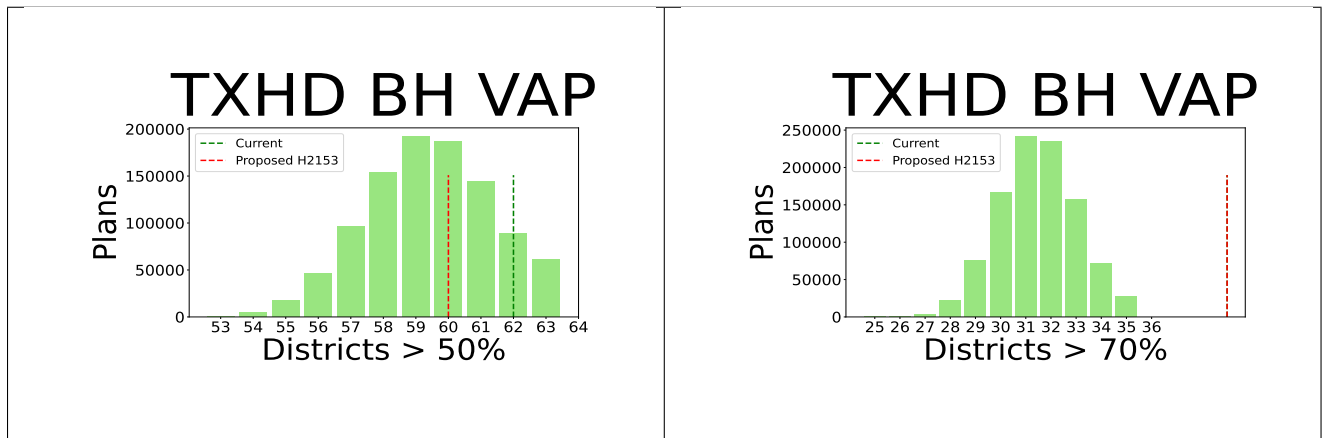 TXHD BH VAP
200000
150000
100000
50000
0
Plans
Current
Proposed H2153
53 54 55 56 57 58 59 60 61 62 63 64
Districts > 50%
TXHD BH VAP
250000
200000
150000
100000
50000
0
Plans
Current
Proposed H2153
25 26 27 28 29 30 31 32 33 34 35 36
Districts > 70%